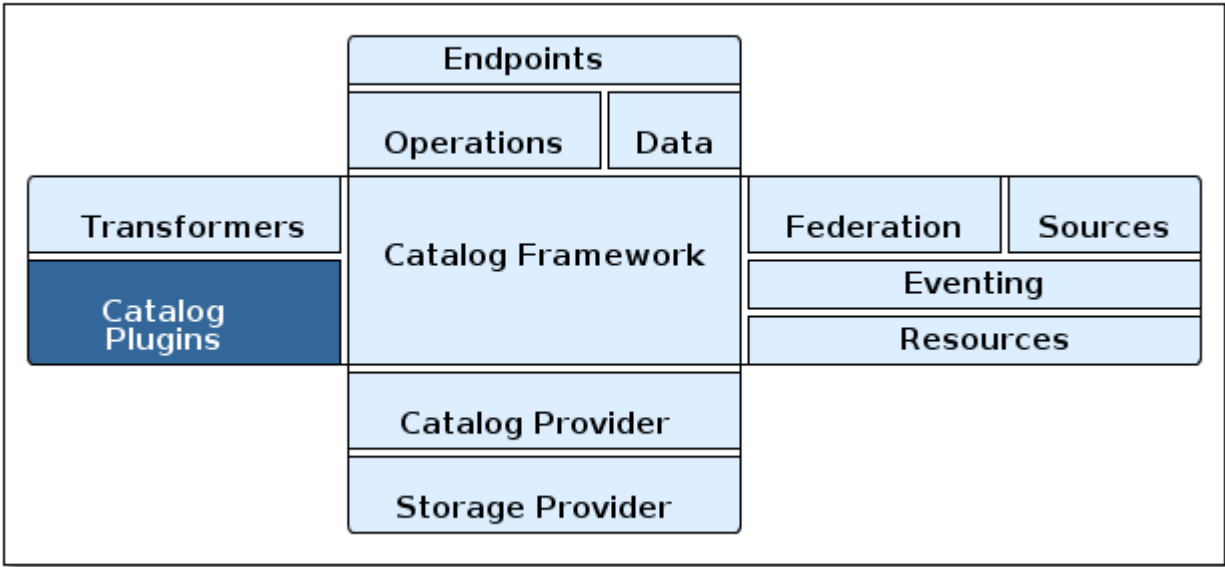 Endpoints
Operations
Data
Transformers
Catalog Framework
Federation
Sources
Catalog
Plugins
Eventing
Resources
Catalog Provider
Storage Provider